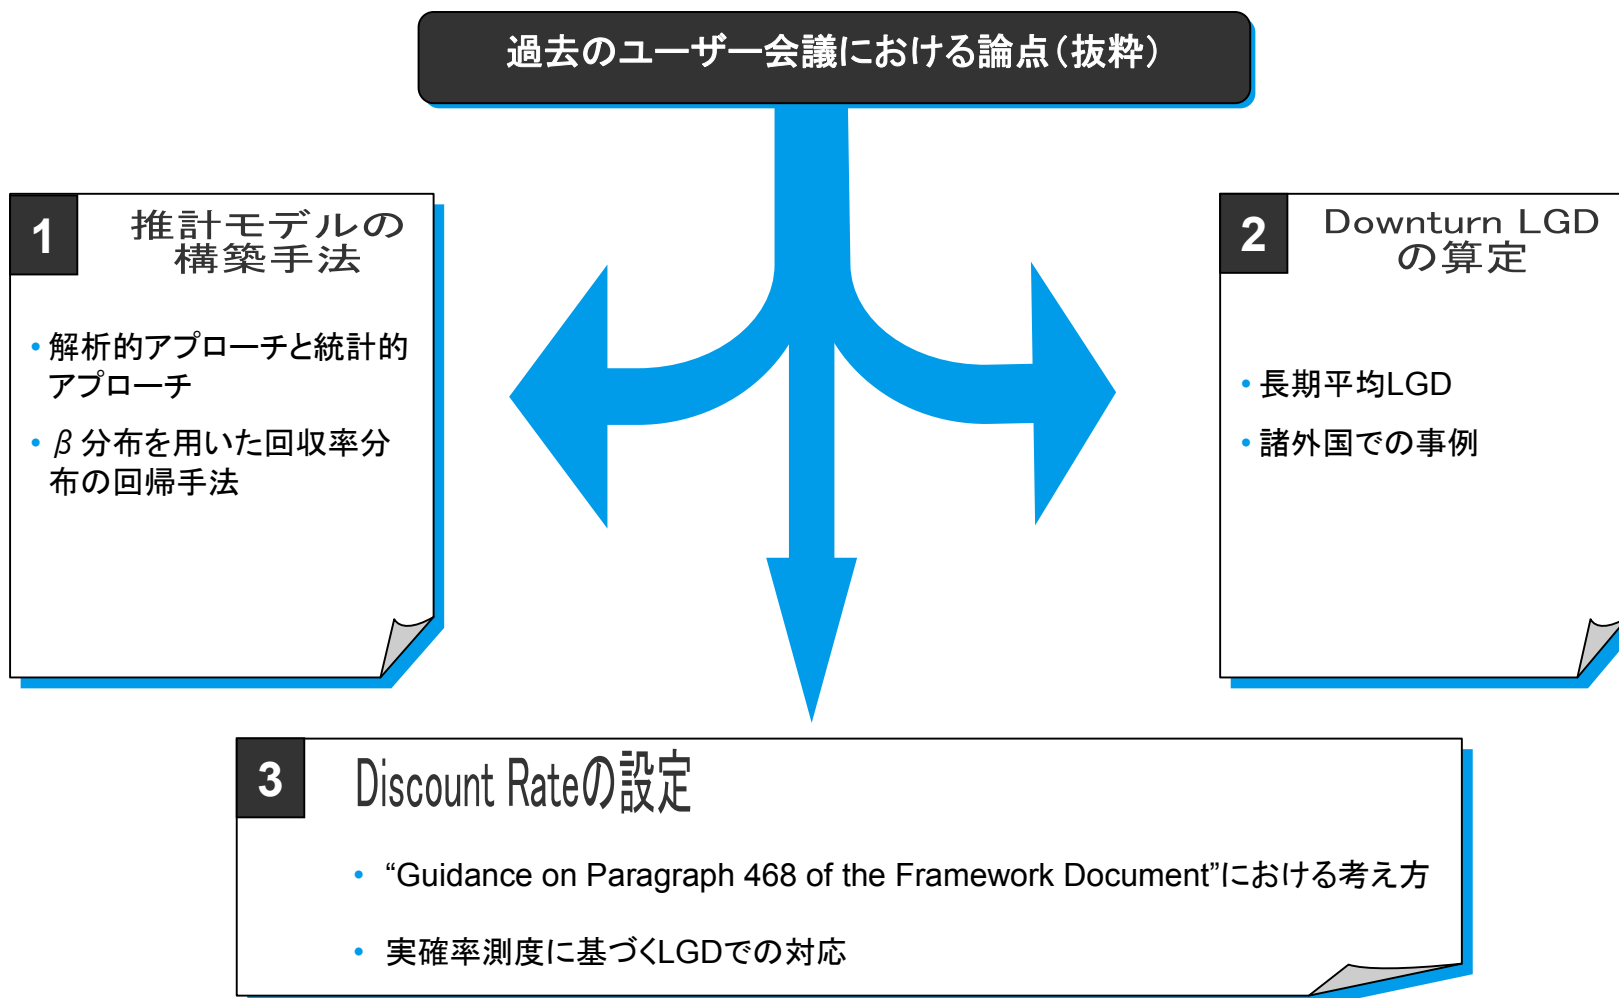 過去のユーザー会議における論点（抜粋）
1
推計モデルの
構築手法
• 解析的アプローチと統計的
アプローチ
• β分布を用いた回収率分
布の回帰手法
2
Downturn LGD
の算定
• 長期平均LGD
• 諸外国での事例
3
Discount Rateの設定
• “Guidance on Paragraph 468 of the Framework Document”における考え方
• 実確率測度に基づくLGDでの対応